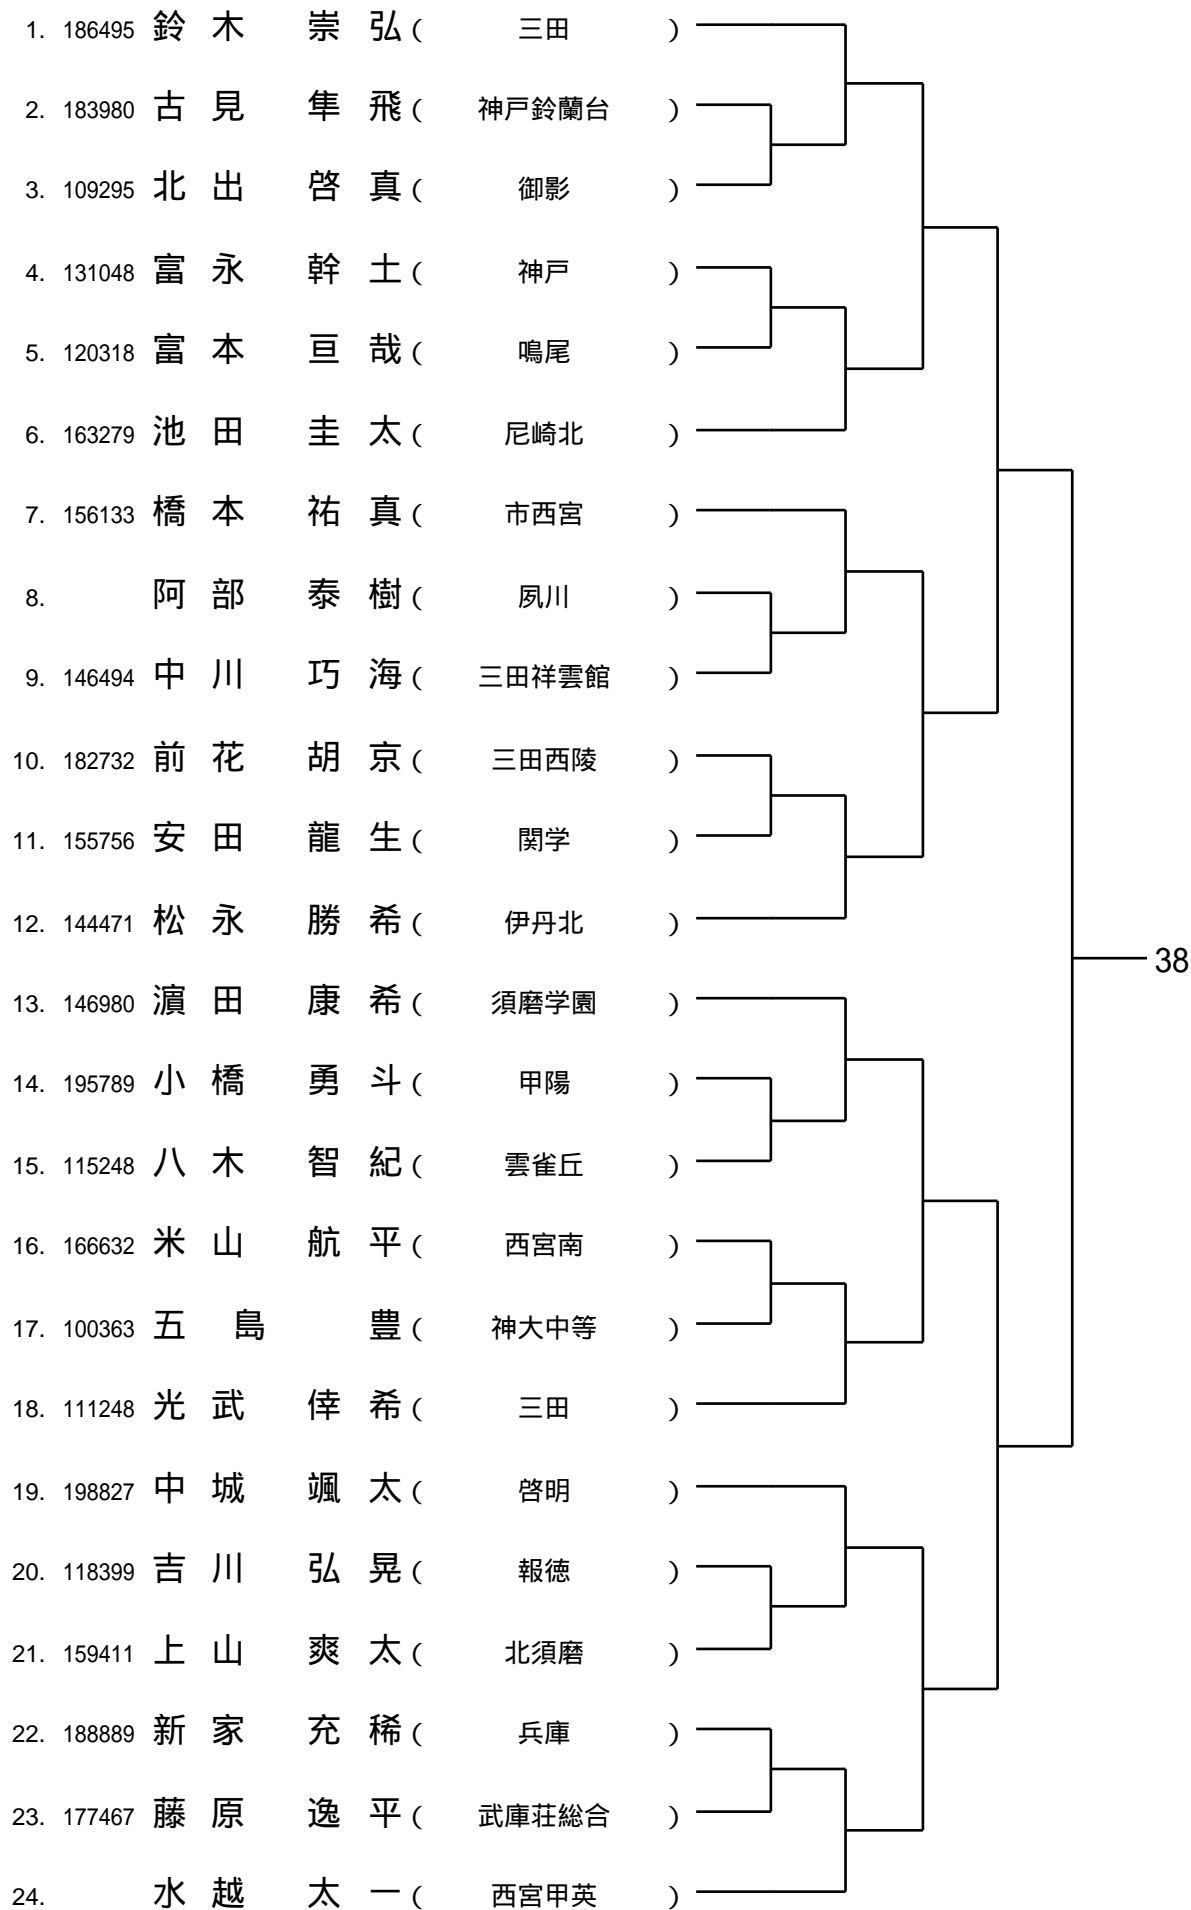 1. 186495 鈴 木 崇 弘 ( 三田 )
2. 183980 古 見 隼 飛 ( 神戸鈴蘭台 )
3. 109295 北 出 啓 真 ( 御影 )
4. 131048 富 永 幹 土 ( 神戸 )
5. 120318 富 本 亘 哉 ( 鳴尾 )
6. 163279 池 田 圭 太 ( 尼崎北 )
7. 156133 橋 本 祐 真 ( 市西宮 )
8. 阿 部 泰 樹 ( 夙川 )
9. 146494 中 川 巧 海 ( 三田祥雲館 )
10. 182732 前 花 胡 京 ( 三田西陵 )
11. 155756 安 田 龍 生 ( 関学 )
12. 144471 松 永 勝 希 ( 伊丹北 )
38
13. 146980 濵 田 康 希 ( 須磨学園 )
14. 195789 小 橋 勇 斗 ( 甲陽 )
15. 115248 八 木 智 紀 ( 雲雀丘 )
16. 166632 米 山 航 平 ( 西宮南 )
17. 100363 五 島 豊 ( 神大中等 )
18. 111248 光 武 倖 希 ( 三田 )
19. 198827 中 城 颯 太 ( 啓明 )
20. 118399 吉 川 弘 晃 ( 報徳 )
21. 159411 上 山 爽 太 ( 北須磨 )
22. 188889 新 家 充 稀 ( 兵庫 )
23. 177467 藤 原 逸 平 ( 武庫荘総合 )
24. 水 越 太 一 ( 西宮甲英 )